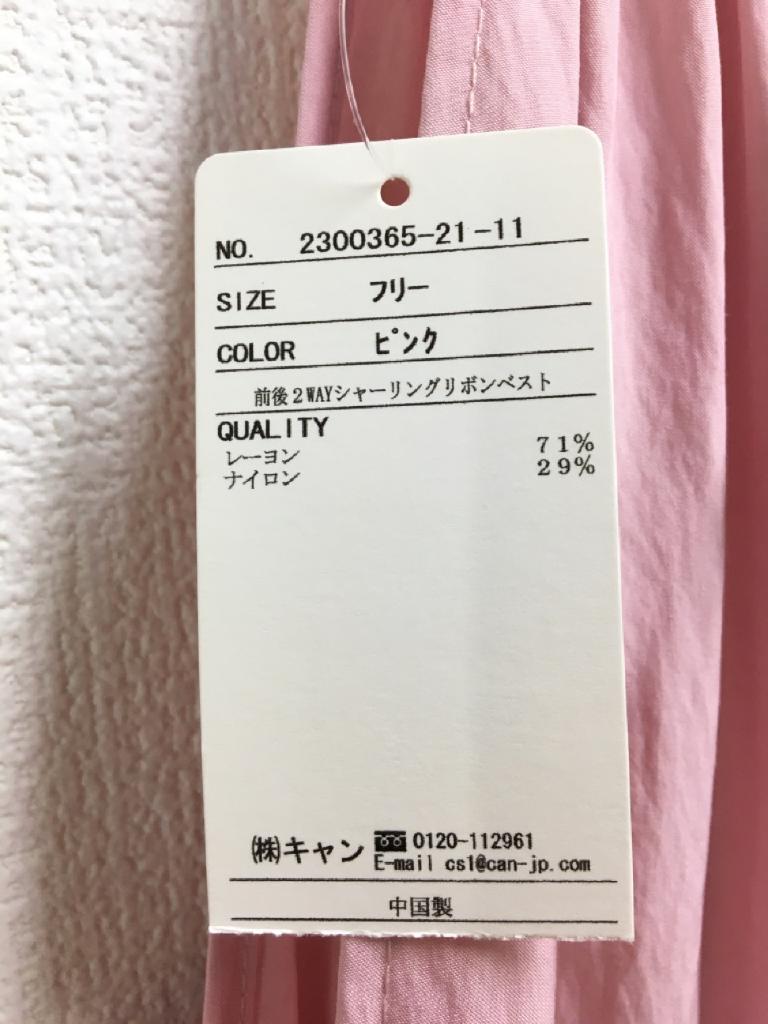 NO. 2300365-21-11
SIZE フリー
COLOR ピンク
前後2WAYシャーリングリボンベスト
QUALITY
レーヨン 71%
ナイロン 29%
㈱キャン 0120-112961
E-mail cs1@can-jp.com
中国製